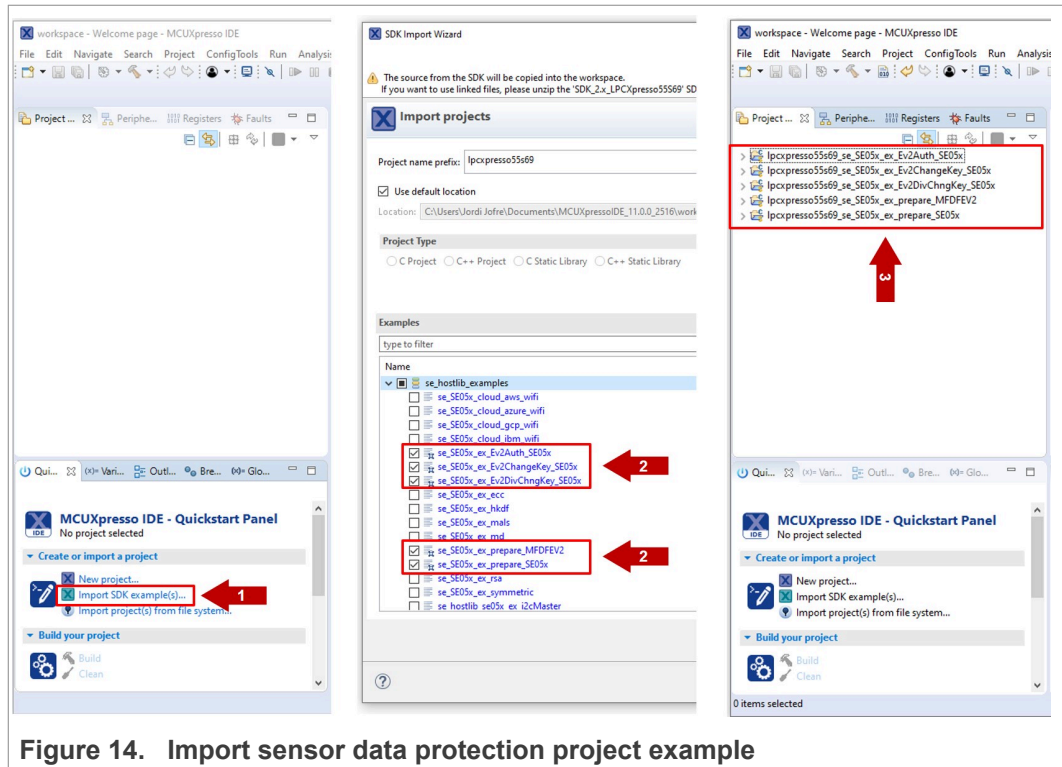 workspace - Welcome page - MCUXpresso IDE
File Edit Navigate Search Project ConfigTools Run Analysis
Project ... Periphe... Registers Faults
Qui... (x)= Vari... Outl... Bre... (x)= Glo...
IDE
MCUXpresso IDE - Quickstart Panel
No project selected
Create or import a project
New project...
Import SDK example(s)...
1
Import project(s) from file system...
Build your project
Build
Clean
SDK Import Wizard
The source from the SDK will be copied into the workspace.
If you want to use linked files, please unzip the 'SDK_2.x_LPCXpresso55S69' SD
Import projects
Project name prefix: lpcxpresso55s69
Use default location
Location: C:\Users\Jordi Jofre\Documents\MCUXpressoIDE_11.0.0_2516\work
Project Type
C Project C++ Project C Static Library C++ Static Library
Examples
type to filter
Name
se_hostlib_examples
se_SE05x_cloud_aws_wifi
se_SE05x_cloud_azure_wifi
se_SE05x_cloud_gcp_wifi
se_SE05x_cloud_ibm_wifi
se_SE05x_ex_Ev2Auth_SE05x
se_SE05x_ex_Ev2ChangeKey_SE05x
2
se_SE05x_ex_Ev2DivChngKey_SE05x
se_SE05x_ex_ecc
se_SE05x_ex_hkdf
se_SE05x_ex_mals
se_SE05x_ex_md
se_SE05x_ex_prepare_MFDFEV2
2
se_SE05x_ex_prepare_SE05x
se_SE05x_ex_rsa
se_SE05x_ex_symmetric
se_hostlib_se05x_ex_i2cMaster
?
workspace - Welcome page - MCUXpresso IDE
File Edit Navigate Search Project ConfigTools Run Analysis
Project ... Periphe... Registers Faults
lpcxpresso55s69_se_SE05x_ex_Ev2Auth_SE05x
lpcxpresso55s69_se_SE05x_ex_Ev2ChangeKey_SE05x
lpcxpresso55s69_se_SE05x_ex_Ev2DivChngKey_SE05x
lpcxpresso55s69_se_SE05x_ex_prepare_MFDFEV2
lpcxpresso55s69_se_SE05x_ex_prepare_SE05x
3
Qui... (x)= Vari... Outl... Bre... (x)= Glo...
IDE
MCUXpresso IDE - Quickstart Panel
No project selected
Create or import a project
New project...
Import SDK example(s)...
Import project(s) from file system...
Build your project
Build
Clean
0 items selected
Figure 14. Import sensor data protection project example